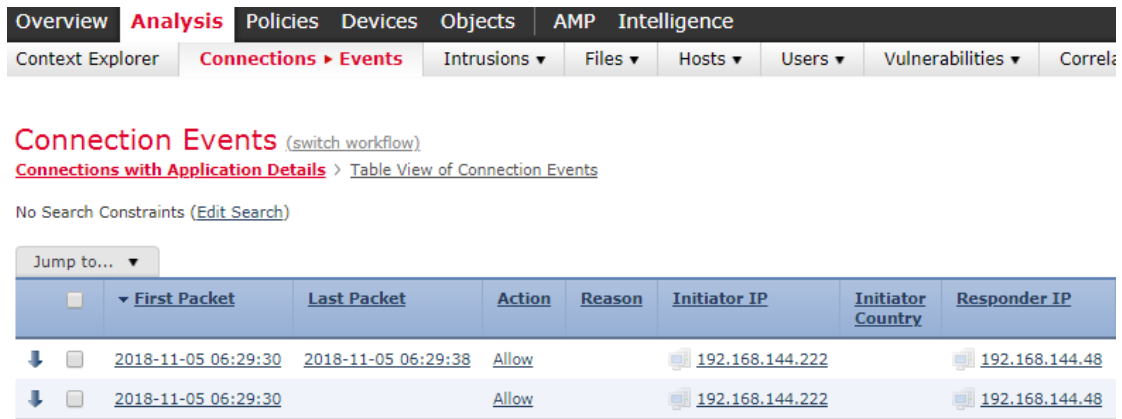 Overview Analysis Policies Devices Objects AMP Intelligence
Context Explorer Connections ▸ Events Intrusions ▼ Files ▼ Hosts ▼ Users ▼ Vulnerabilities ▼ Correla
Connection Events (switch workflow)
Connections with Application Details > Table View of Connection Events
No Search Constraints (Edit Search)
Jump to... ▼
▼ First Packet Last Packet Action Reason Initiator IP Initiator Country Responder IP
2018-11-05 06:29:30 2018-11-05 06:29:38 Allow 192.168.144.222 192.168.144.48
2018-11-05 06:29:30 Allow 192.168.144.222 192.168.144.48